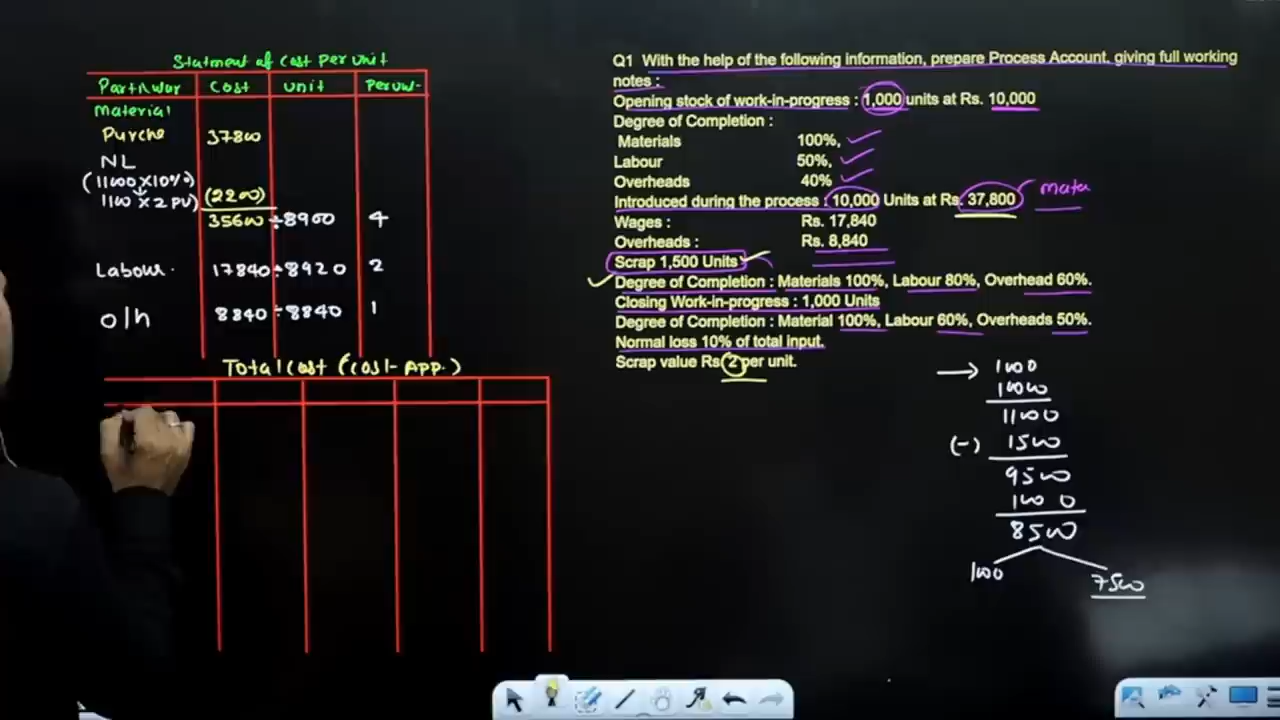 Statment of Cost Per Unit
Particular Cost unit Per un.
Material
Purche 37800
NL
(11000 x10%)
1100 x 2 PU) (2200)
35600 ÷8900 4
Labour. 17840 ÷8920 2
o/h 8840 ÷8840 1
Total Cost (Cost- App.)
Q1 With the help of the following information, prepare Process Account, giving full working
notes :
Opening stock of work-in-progress : 1,000 units at Rs. 10,000
Degree of Completion :
Materials 100%,
Labour 50%,
Overheads 40%
Introduced during the process : 10,000 Units at Rs. 37,800 mate
Wages : Rs. 17,840
Overheads : Rs. 8,840
Scrap 1,500 Units
Degree of Completion : Materials 100%, Labour 80%, Overhead 60%.
Closing Work-in-progress : 1,000 Units
Degree of Completion : Material 100%, Labour 60%, Overheads 50%.
Normal loss 10% of total input.
Scrap value Rs 2 per unit.
→ 1000
10000
11000
(-) 1500
9500
1000
8500
1000 7500